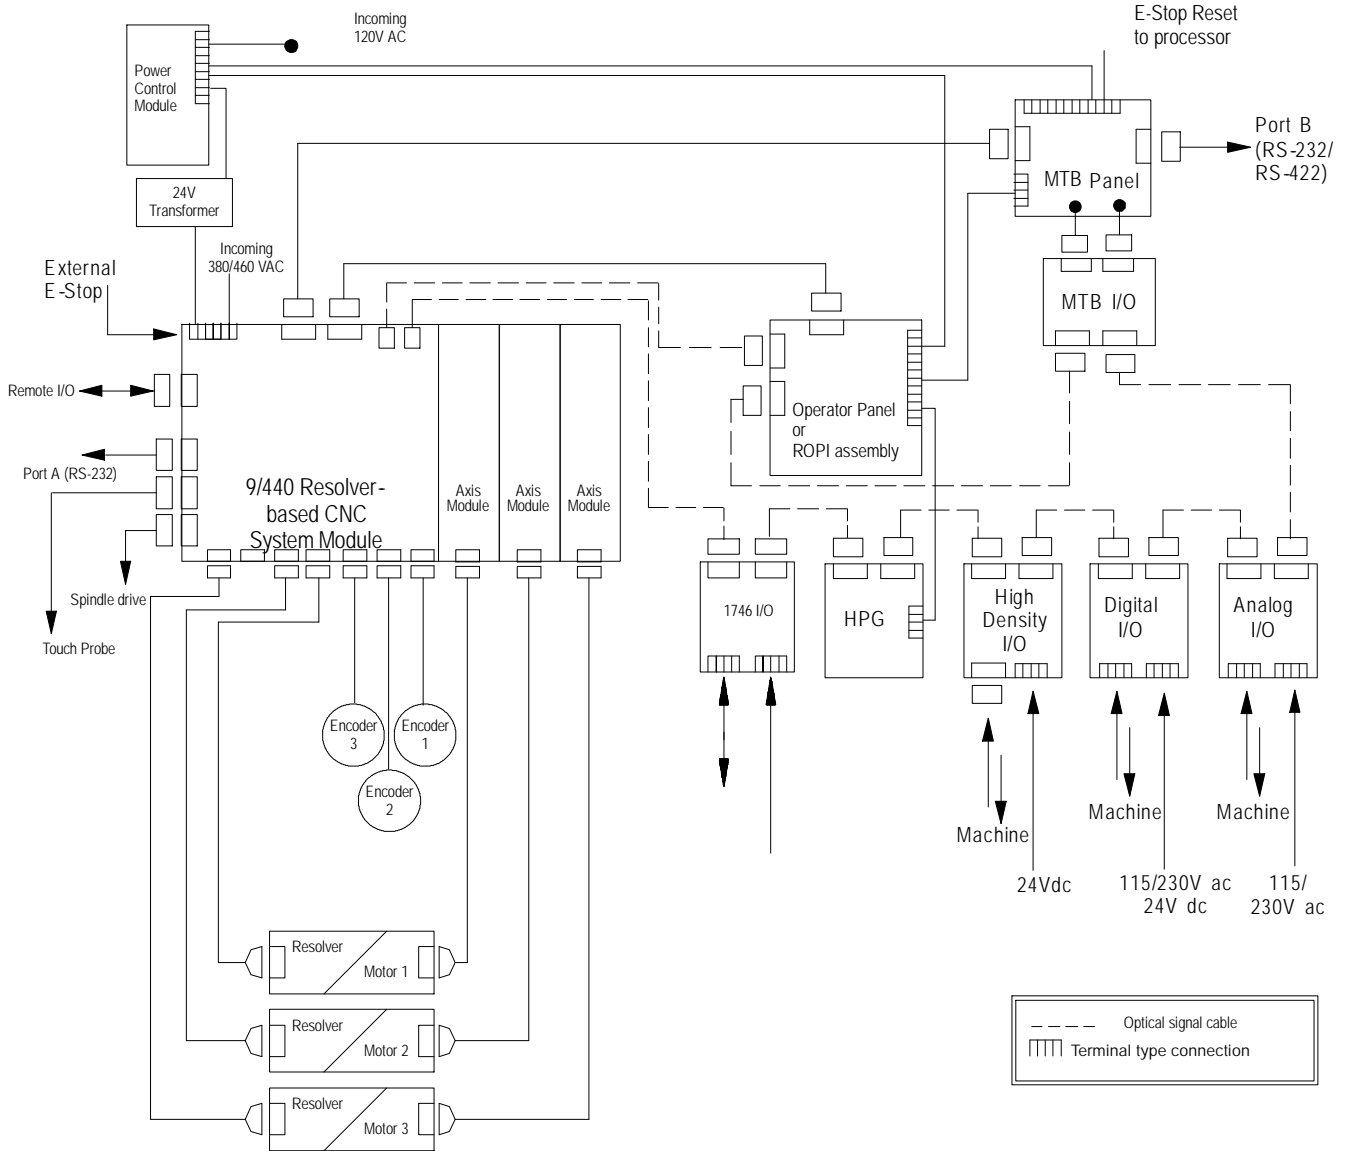 Incoming
120V AC
E-Stop Reset
to processor
Power
Control
Module
Port B
(RS-232/
RS-422)
MTB Panel
24V
Transformer
Incoming
380/460 VAC
External
E-Stop
MTB I/O
Remote I/O
Operator Panel
or
ROPI assembly
Port A (RS-232)
9/440 Resolver-
based CNC
System Module
Axis
Module
Axis
Module
Axis
Module
Spindle drive
Touch Probe
1746 I/O
HPG
High
Density
I/O
Digital
I/O
Analog
I/O
Encoder
3
Encoder
1
Encoder
2
Machine
Machine
Machine
24Vdc
115/230V ac
24V dc
115/
230V ac
Resolver
Motor 1
Resolver
Motor 2
Resolver
Motor 3
Optical signal cable
Terminal type connection